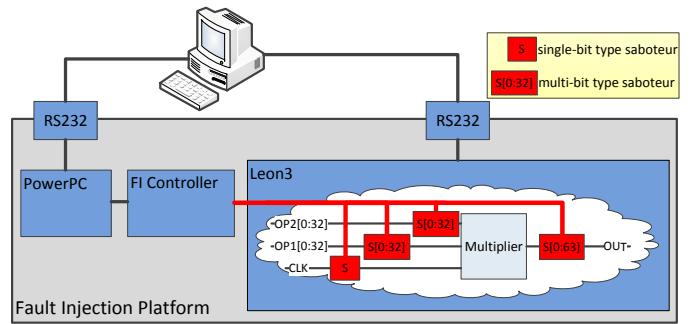 S single-bit type saboteur
S[0:32] multi-bit type saboteur
RS232
RS232
PowerPC
FI Controller
Leon3
OP2[0:32]
S[0:32]
OP1[0:32]
S[0:32]
Multiplier
S[0:63]
OUT
CLK
S
Fault Injection Platform